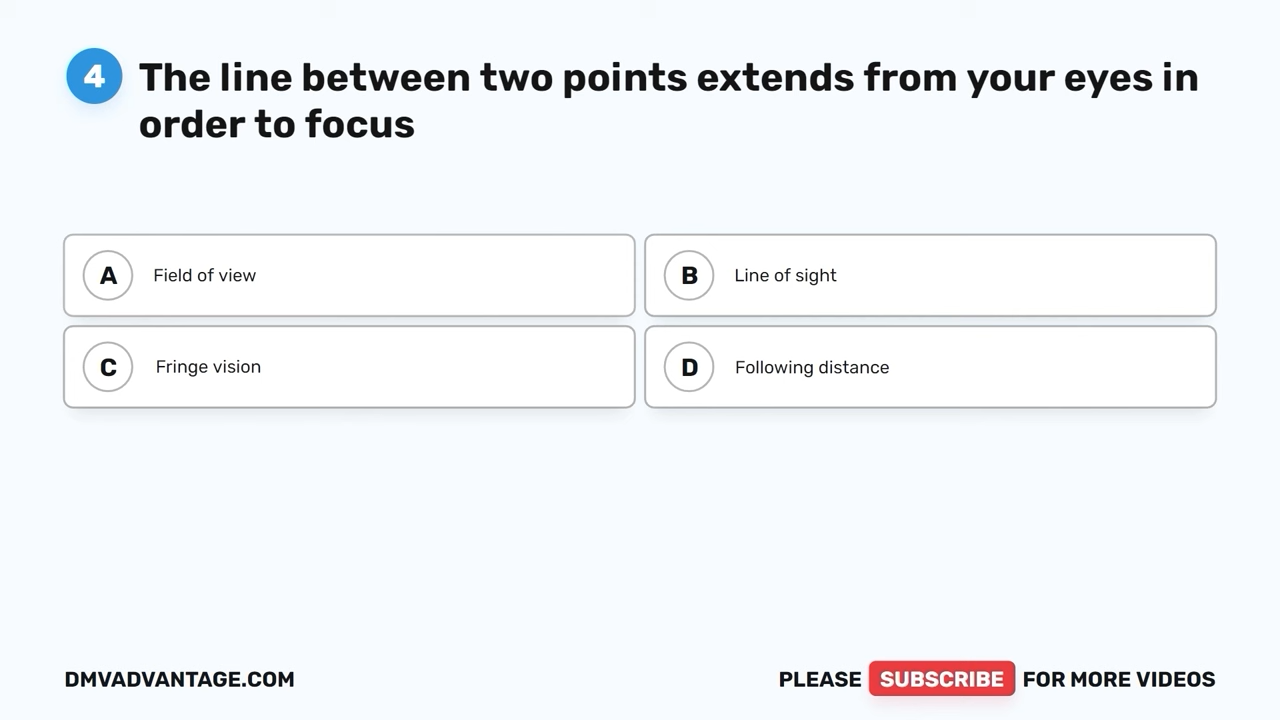 4
The line between two points extends from your eyes in
order to focus
A Field of view
B Line of sight
C Fringe vision
D Following distance
DMVADVANTAGE.COM
PLEASE SUBSCRIBE FOR MORE VIDEOS